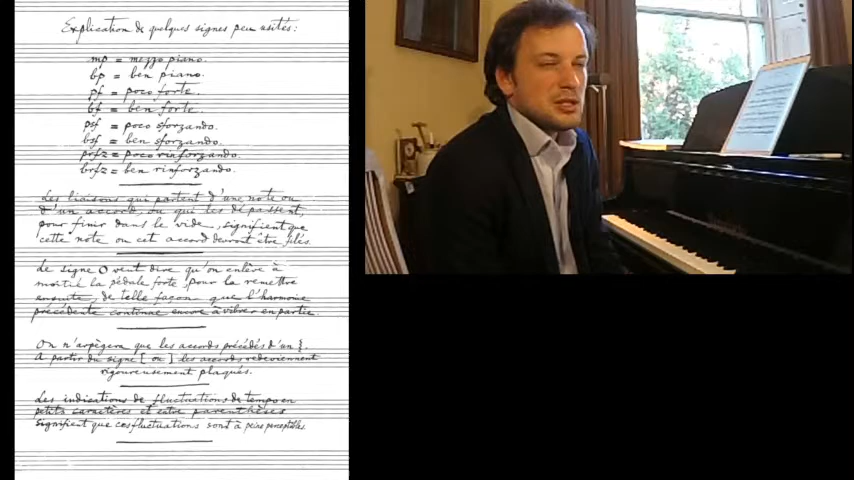 Explication de quelques signes peu usités:
mp = mezzo piano.
bp = ben piano.
pf = poco forte.
bf = ben forte.
psf = poco sforzando.
bsf = ben sforzando.
prfz = poco rinforzando.
brfz = ben rinforzando.
Les liaisons qui partent d'une note ou
d'un accord, ou qui les dépassent,
pour finir dans le vide, signifient que
cette note ou cet accord devront être filés.
Le signe O veut dire qu'on enlève à
moitié la pédale forte, pour la remettre
ensuite, de telle façon que l'harmonie
précédente continue encore à vibrer en partie.
On n'arpègera que les accords précédés d'un
A partir du signe [ ou ] les accords redeviennent
rigoureusement plaqués.
Les indications de fluctuations de tempo en
petits caractères et entre parenthèses
signifient que ces fluctuations sont à peine perceptibles.